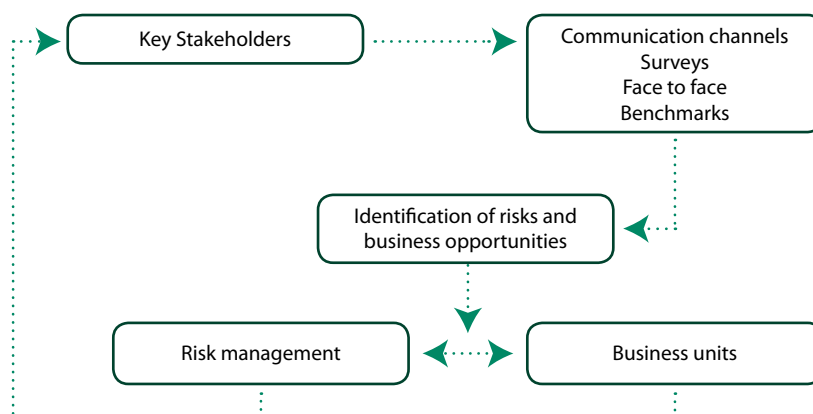 Key Stakeholders
Communication channels
Surveys
Face to face
Benchmarks
Identification of risks and
business opportunities
Risk management
Business units